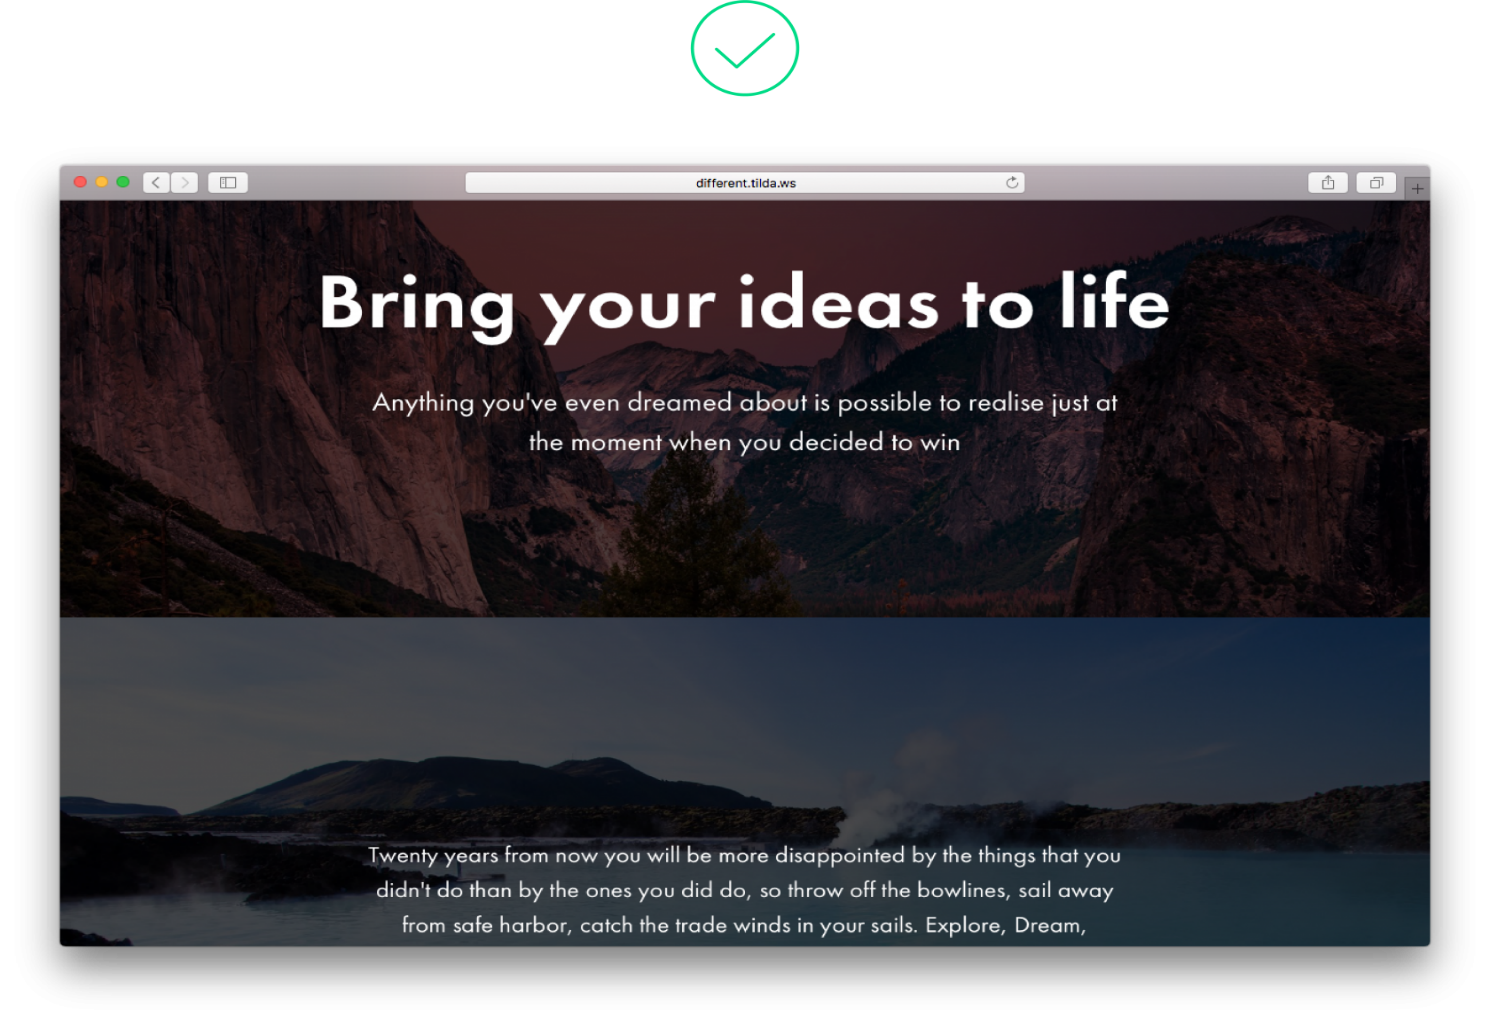 different.tilda.ws
Bring your ideas to life
Anything you've even dreamed about is possible to realise just at
the moment when you decided to win
Twenty years from now you will be more disappointed by the things that you
didn't do than by the ones you did do, so throw off the bowlines, sail away
from safe harbor, catch the trade winds in your sails. Explore, Dream,